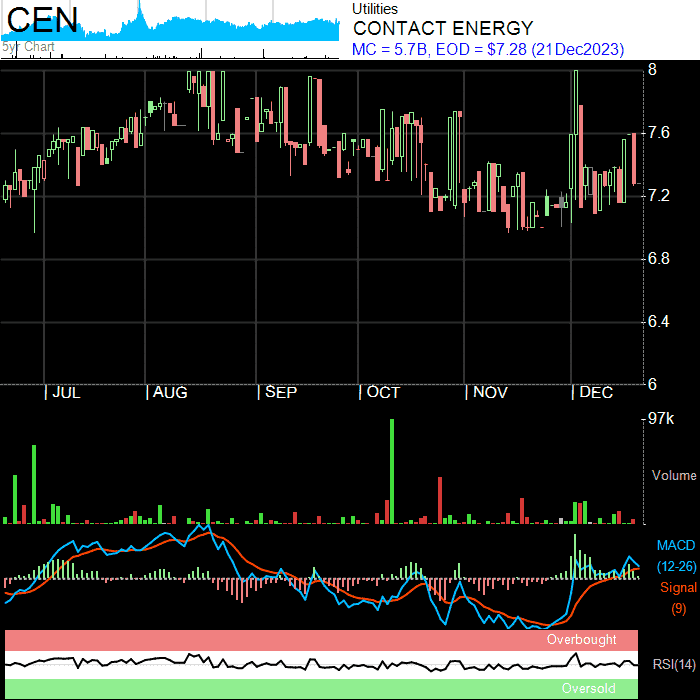 CEN
5yr Chart
Utilities
CONTACT ENERGY
MC = 5.7B, EOD = $7.28 (21Dec2023)
8
7.6
7.2
6.8
6.4
6
JUL
AUG
SEP
OCT
NOV
DEC
97k
Volume
MACD
(12-26)
Signal
(9)
Overbought
RSI(14)
Oversold